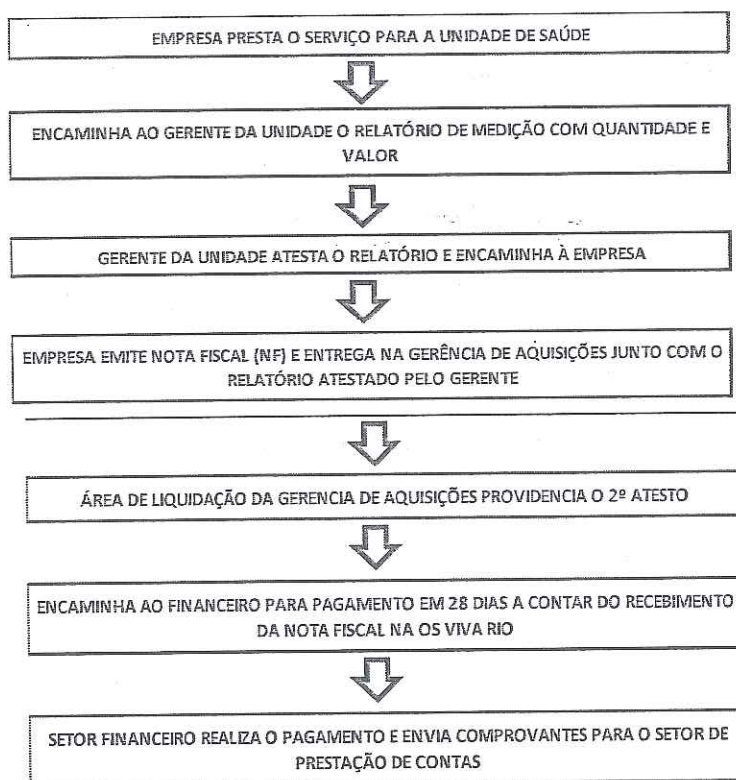 EMPRESA PRESTA O SERVIÇO PARA A UNIDADE DE SAÚDE
ENCAMINHA AO GERENTE DA UNIDADE O RELATÓRIO DE MEDIÇÃO COM QUANTIDADE E
VALOR
GERENTE DA UNIDADE ATESTA O RELATÓRIO E ENCAMINHA À EMPRESA
EMPRESA EMITE NOTA FISCAL (NF) E ENTREGA NA GERÊNCIA DE AQUISIÇÕES JUNTO COM O
RELATÓRIO ATESTADO PELO GERENTE
ÁREA DE LIQUIDAÇÃO DA GERENCIA DE AQUISIÇÕES PROVIDENCIA O 2º ATESTO
ENCAMINHA AO FINANCEIRO PARA PAGAMENTO EM 28 DIAS A CONTAR DO RECEBIMENTO
DA NOTA FISCAL NA OS VIVA RIO
SETOR FINANCEIRO REALIZA O PAGAMENTO E ENVIA COMPROVANTES PARA O SETOR DE
PRESTAÇÃO DE CONTAS